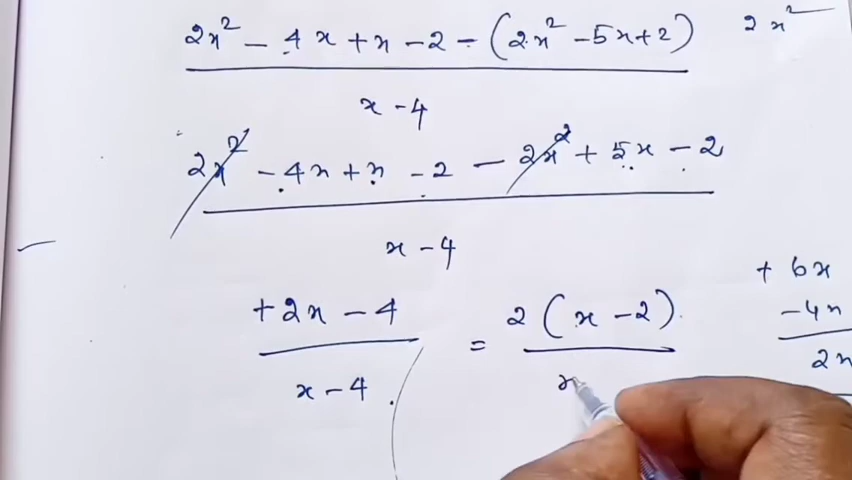 2x² - 4x + x - 2 - (2x² - 5x + 2)   2x²
x - 4
2x² - 4x + x - 2 - 2x² + 5x - 2
x - 4
+ 6x
+2x - 4 = 2(x - 2)
- 4x
x - 4   x
2x